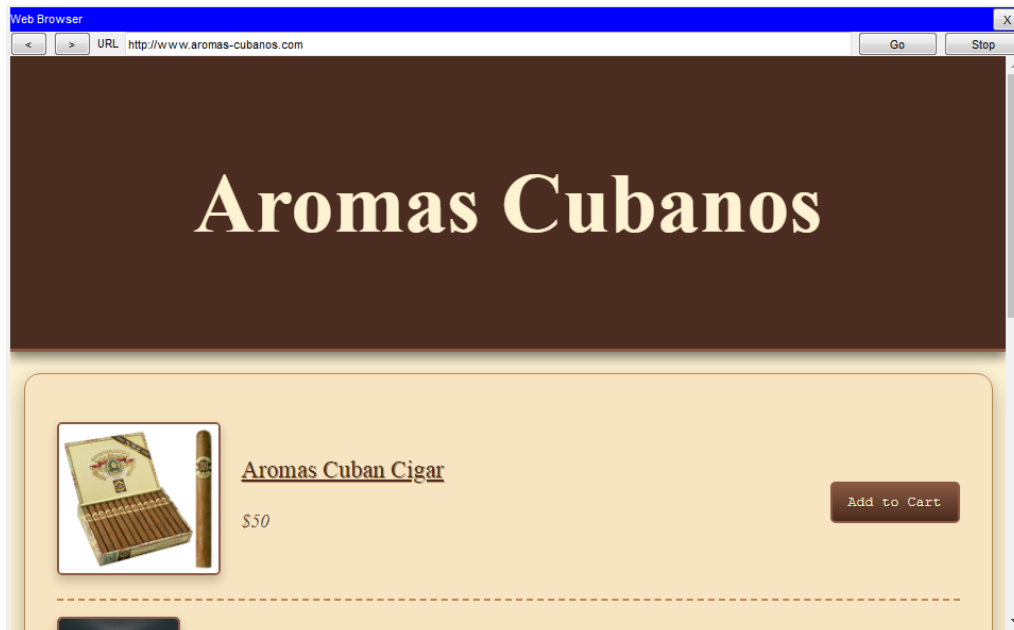 Web Browser X
< > URL http://www.aromas-cubanos.com Go Stop
Aromas Cubanos
Aromas Cuban Cigar
$50
Add to Cart